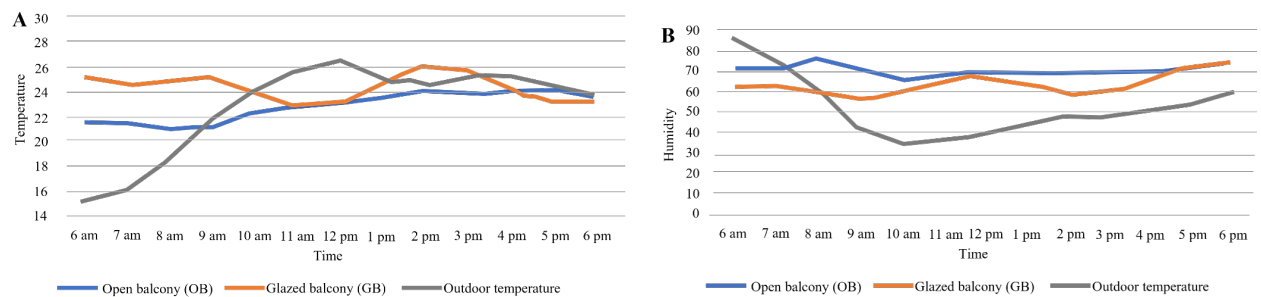 A
Temperature
30
28
26
24
22
20
18
16
14
6 am 7 am 8 am 9 am 10 am 11 am 12 pm 1 pm 2 pm 3 pm 4 pm 5 pm 6 pm
Time
Open balcony (OB) Glazed balcony (GB) Outdoor temperature
B
Humidity
90
80
70
60
50
40
30
20
10
0
6 am 7 am 8 am 9 am 10 am 11 am 12 pm 1 pm 2 pm 3 pm 4 pm 5 pm 6 pm
Time
Open balcony (OB) Glazed balcony (GB) Outdoor temperature